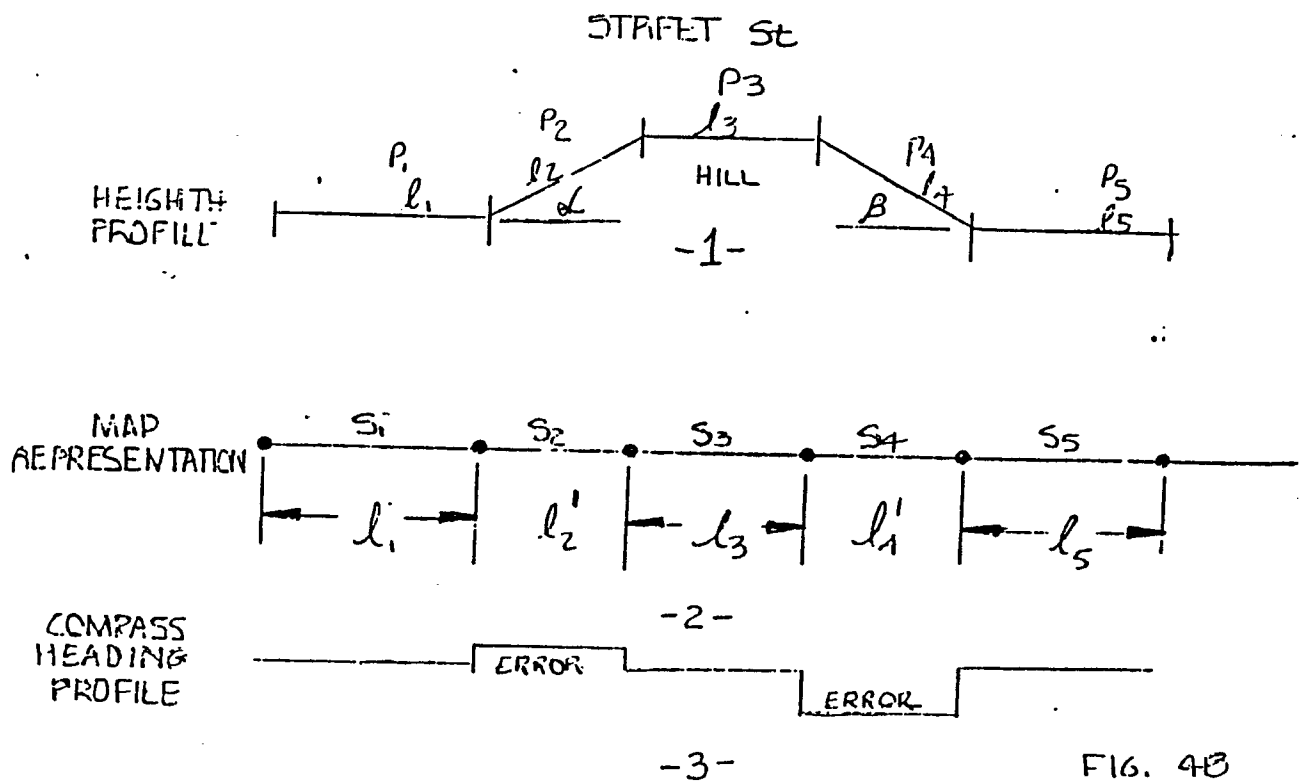 STREET St
P3
l3
P2
l2
HILL
P1
l1
α
β
P4
l4
P5
l5
HEIGHTH
PROFILE
-1-
MAP
REPRESENTATION
S1
S2
S3
S4
S5
l1
l2'
l3
l4'
l5
-2-
COMPASS
HEADING
PROFILE
ERROR
ERROR
-3-
FIG. 4B